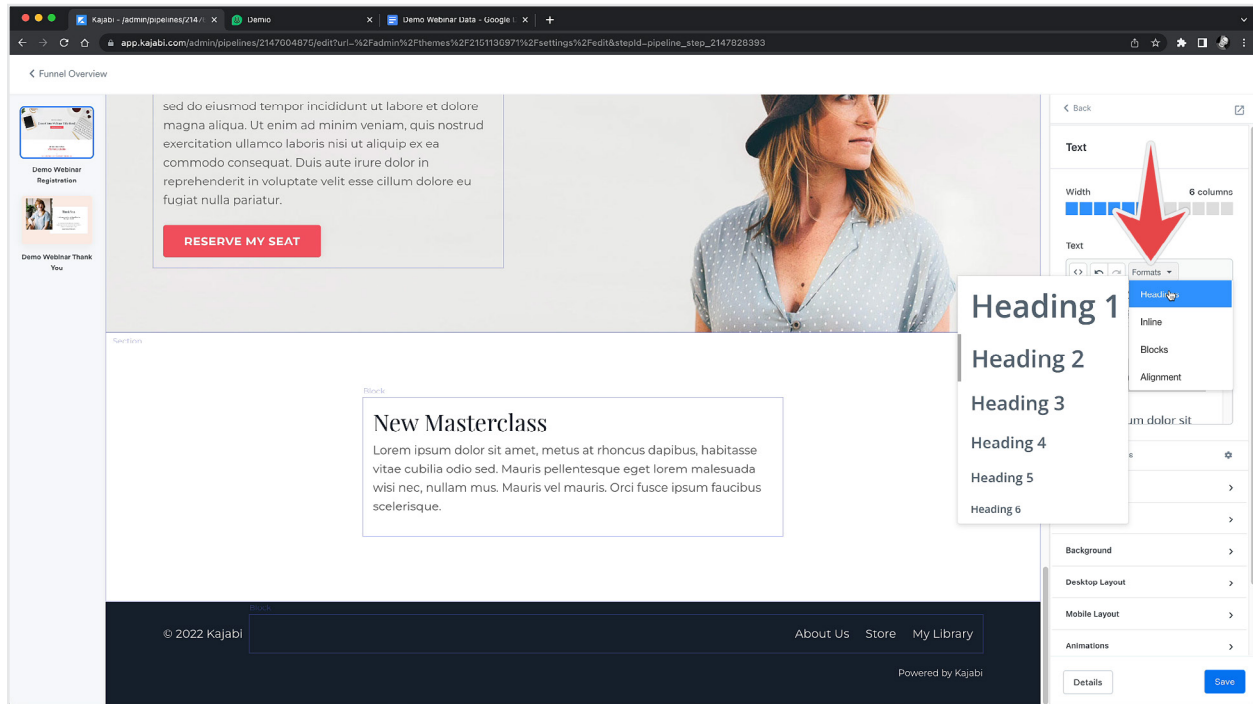 Kajabi - /admin/pipelines/2147
Demio
Demo Webinar Data - Google
app.kajabi.com/admin/pipelines/2147004875/edit?url=%2Fadmin%2Fthemes%2F2151130971%2Fsettings%2Fedit&stepId=pipeline_step_2147828393
Funnel Overview
Demo Webinar
Registration
Demo Webinar Thank
You
sed do eiusmod tempor incididunt ut labore et dolore
magna aliqua. Ut enim ad minim veniam, quis nostrud
exercitation ullamco laboris nisi ut aliquip ex ea
commodo consequat. Duis aute irure dolor in
reprehenderit in voluptate velit esse cillum dolore eu
fugiat nulla pariatur.
RESERVE MY SEAT
Section
Block
New Masterclass
Lorem ipsum dolor sit amet, metus at rhoncus dapibus, habitasse
vitae cubilia odio sed. Mauris pellentesque eget lorem malesuada
wisi nec, nullam mus. Mauris vel mauris. Orci fusce ipsum faucibus
scelerisque.
Block
© 2022 Kajabi
About Us Store My Library
Powered by Kajabi
Back
Text
Width 6 columns
Text
Formats
Headings
Inline
Blocks
Alignment
Heading 1
Heading 2
Heading 3
Heading 4
Heading 5
Heading 6
um dolor sit
s
Background
Desktop Layout
Mobile Layout
Animations
Details
Save